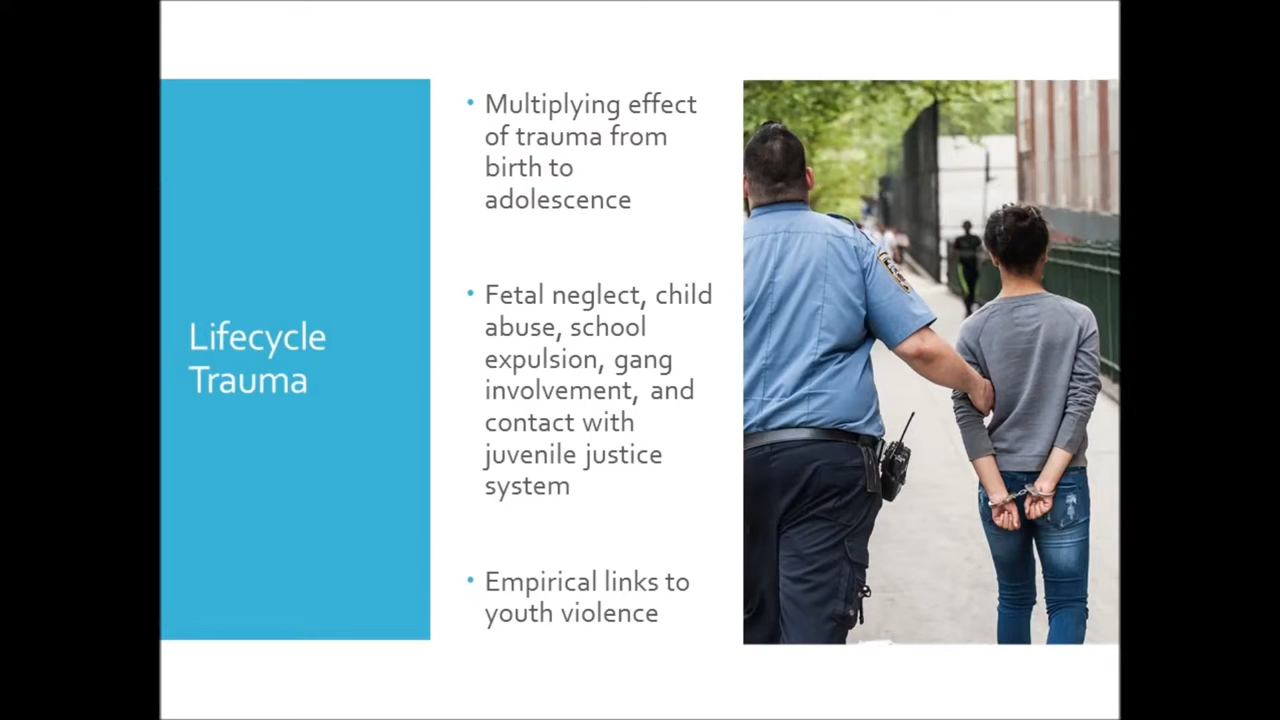 Lifecycle
Trauma
• Multiplying effect
of trauma from
birth to
adolescence
• Fetal neglect, child
abuse, school
expulsion, gang
involvement, and
contact with
juvenile justice
system
• Empirical links to
youth violence